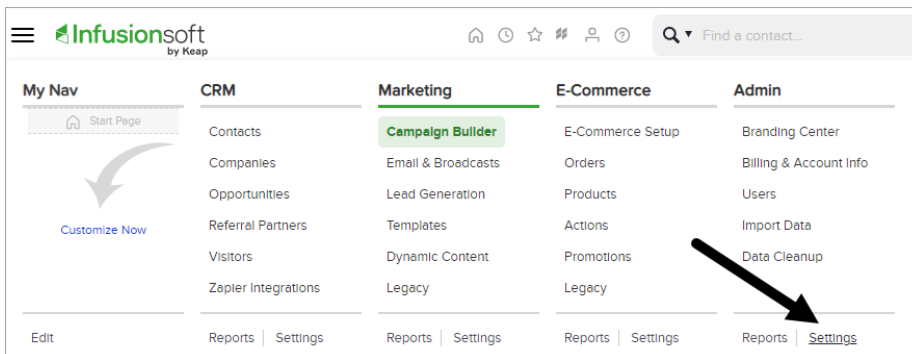 Infusionsoft
by Keap
Find a contact...
My Nav
Start Page
Customize Now
Edit
CRM
Contacts
Companies
Opportunities
Referral Partners
Visitors
Zapier Integrations
Reports | Settings
Marketing
Campaign Builder
Email & Broadcasts
Lead Generation
Templates
Dynamic Content
Legacy
Reports | Settings
E-Commerce
E-Commerce Setup
Orders
Products
Actions
Promotions
Legacy
Reports | Settings
Admin
Branding Center
Billing & Account Info
Users
Import Data
Data Cleanup
Reports | Settings